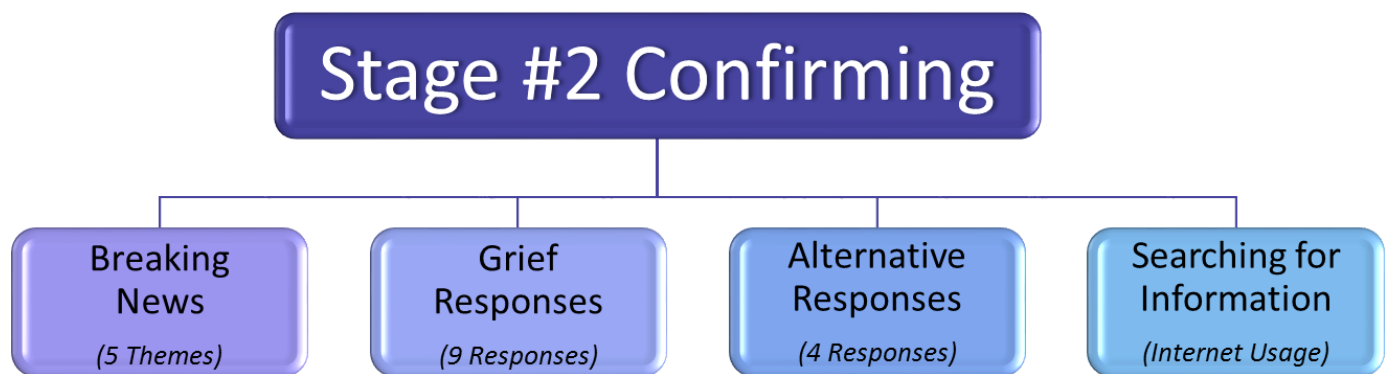 Stage #2 Confirming
Breaking
News
(5 Themes)
Grief
Responses
(9 Responses)
Alternative
Responses
(4 Responses)
Searching for
Information
(Internet Usage)